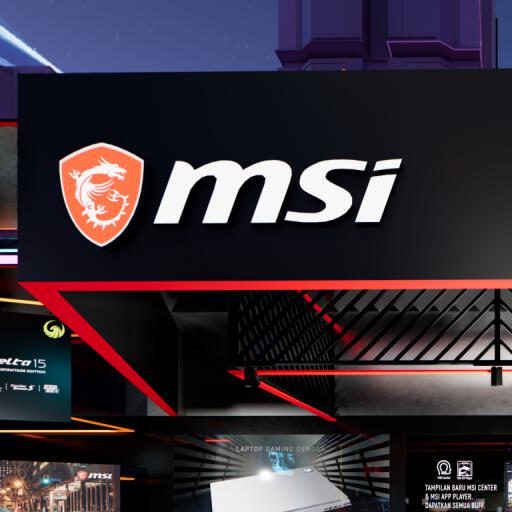 msi
elta 15
ADVANTAGE EDITION
LAPTOP GAMING DENGAN
msi
TAMPILAN BARU MSI CENTER
& MSI APP PLAYER.
DAPATKAN SEMUA BUFF.